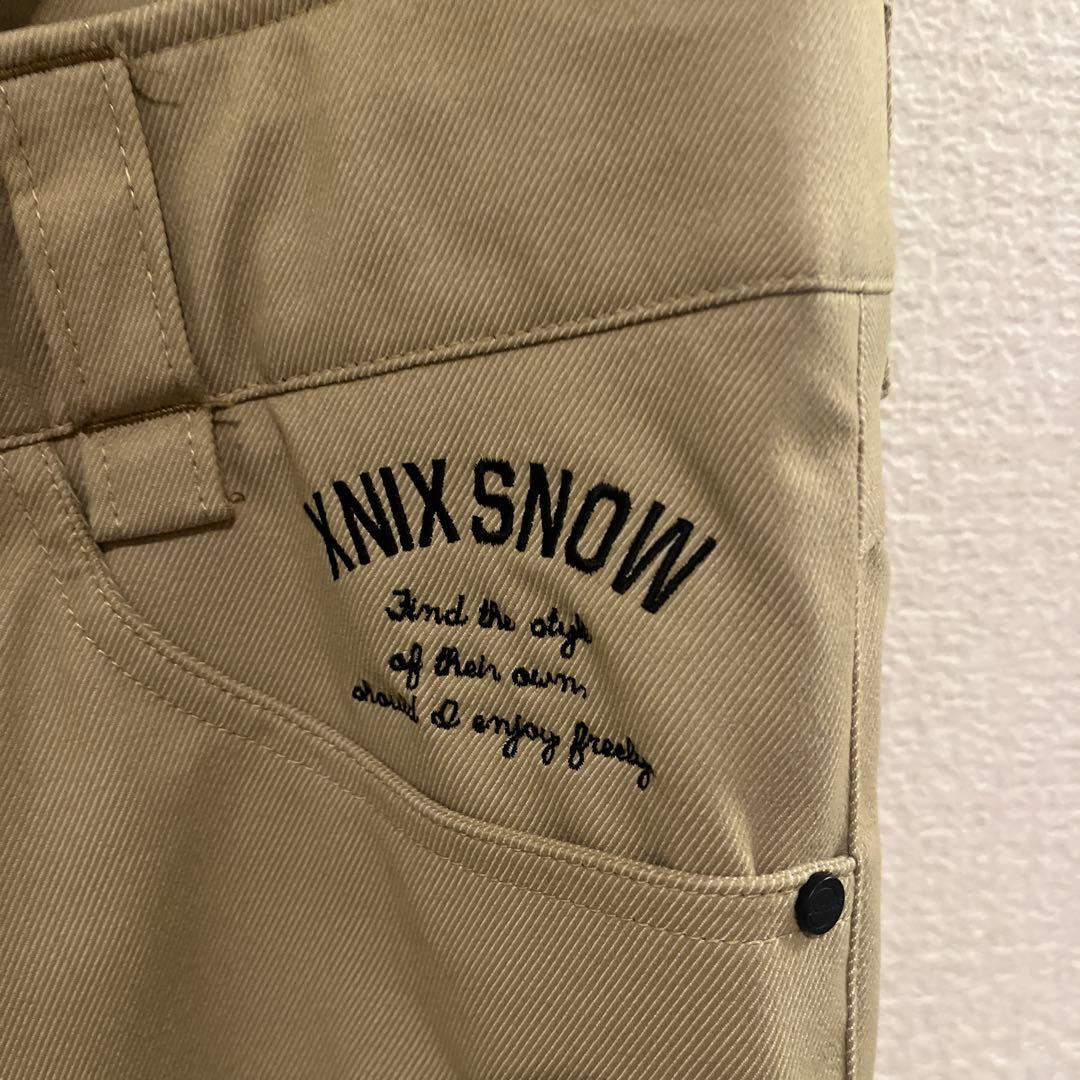 XNIX SNOW
Find the style
of their own,
should I enjoy freely